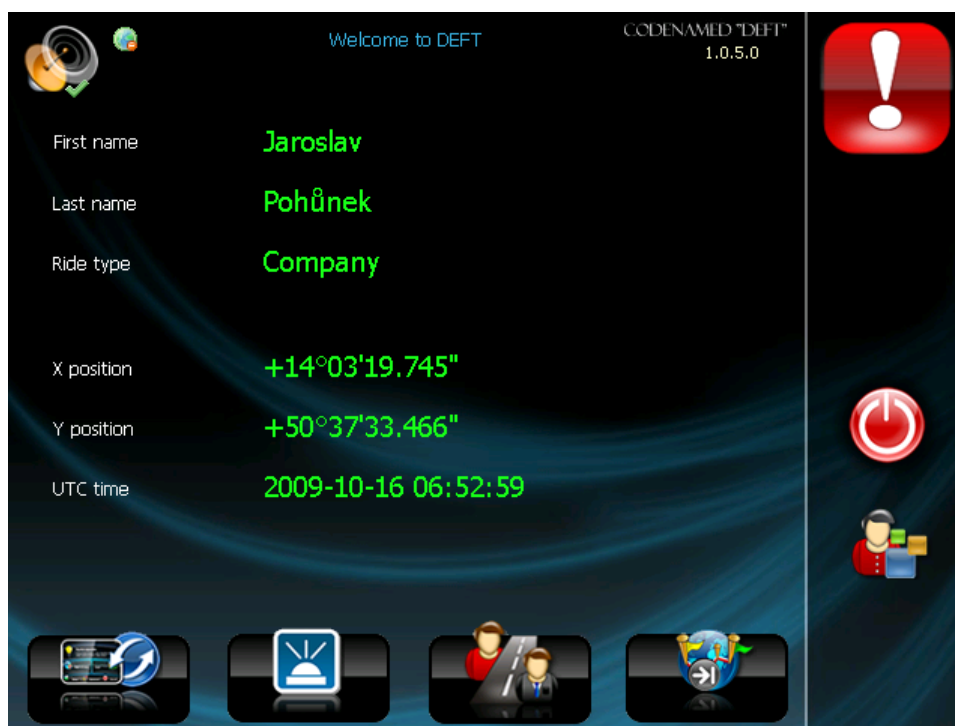 Welcome to DEFT
CODENAMED "DEFT"
1.0.5.0
First name Jaroslav
Last name Pohůnek
Ride type Company
X position +14°03'19.745"
Y position +50°37'33.466"
UTC time 2009-10-16 06:52:59